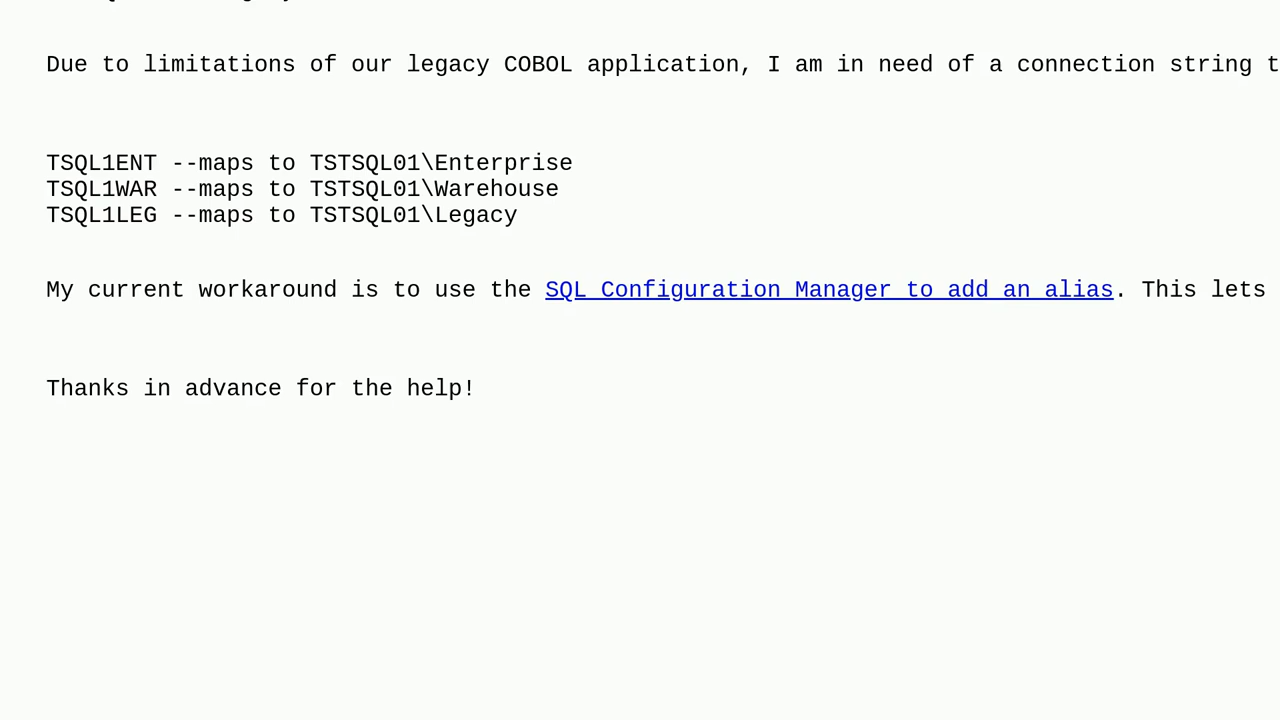 Due to limitations of our legacy COBOL application, I am in need of a connection string
TSQL1ENT --maps to TSTSQL01\Enterprise
TSQL1WAR --maps to TSTSQL01\Warehouse
TSQL1LEG --maps to TSTSQL01\Legacy
My current workaround is to use the SQL Configuration Manager to add an alias. This lets
Thanks in advance for the help!